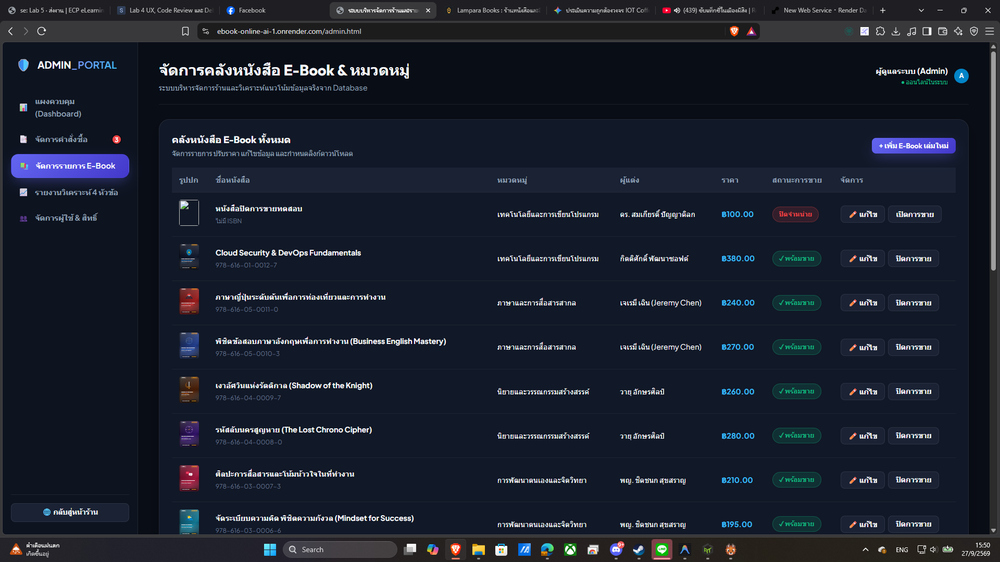 se: Lab 5 · ส่งงาน | ECP eLearnin
Lab 4 UX, Code Review และ De
Facebook
ระบบบริหารจัดการร้านและราย
Lampara Books : ร้านหนังสือและ
ประเมินความถูกต้องวงจร IOT Coff
(439) ขับแท็กซี่ในเมืองผีสิง | R
New Web Service · Render Da
ebook-online-ai-1.onrender.com/admin.html
ADMIN_PORTAL
แผงควบคุม
(Dashboard)
จัดการคำสั่งซื้อ 3
จัดการรายการ E-Book
รายงานวิเคราะห์ 4 หัวข้อ
จัดการผู้ใช้ & สิทธิ์
กลับสู่หน้าร้าน
จัดการคลังหนังสือ E-Book & หมวดหมู่
ระบบบริหารจัดการร้านและวิเคราะห์แนวโน้มข้อมูลจริงจาก Database
ผู้ดูแลระบบ (Admin)
● ออนไลน์ในระบบ
A
คลังหนังสือ E-Book ทั้งหมด
จัดการรายการ ปรับราคา แก้ไขข้อมูล และกำหนดลิงก์ดาวน์โหลด
+ เพิ่ม E-Book เล่มใหม่
รูปปก ชื่อหนังสือ หมวดหมู่ ผู้แต่ง ราคา สถานะการขาย จัดการ
หนังสือปิดการขายทดสอบ
ไม่มี ISBN
เทคโนโลยีและการเขียนโปรแกรม ดร. สมเกียรติ ปัญญาดิลก ฿100.00 ปิดจำหน่าย แก้ไข เปิดการขาย
Cloud Security & DevOps Fundamentals
978-616-01-0012-7
เทคโนโลยีและการเขียนโปรแกรม กิตติศักดิ์ พัฒนาซอฟต์ ฿380.00 ✓ พร้อมขาย แก้ไข ปิดการขาย
ภาษาญี่ปุ่นระดับต้นเพื่อการท่องเที่ยวและการทำงาน
978-616-05-0011-0
ภาษาและการสื่อสารสากล เจเรมี เฉิน (Jeremy Chen) ฿240.00 ✓ พร้อมขาย แก้ไข ปิดการขาย
พิชิตข้อสอบภาษาอังกฤษเพื่อการทำงาน (Business English Mastery)
978-616-05-0010-3
ภาษาและการสื่อสารสากล เจเรมี เฉิน (Jeremy Chen) ฿270.00 ✓ พร้อมขาย แก้ไข ปิดการขาย
เงาอัศวินแห่งรัตติกาล (Shadow of the Knight)
978-616-04-0009-7
นิยายและวรรณกรรมสร้างสรรค์ วายุ อักษรศิลป์ ฿260.00 ✓ พร้อมขาย แก้ไข ปิดการขาย
รหัสลับนครสูญหาย (The Lost Chrono Cipher)
978-616-04-0008-0
นิยายและวรรณกรรมสร้างสรรค์ วายุ อักษรศิลป์ ฿280.00 ✓ พร้อมขาย แก้ไข ปิดการขาย
ศิลปะการสื่อสารและโน้มน้าวใจในที่ทำงาน
978-616-03-0007-3
การพัฒนาตนเองและจิตวิทยา พญ. ชิดชนก สุขสราญ ฿210.00 ✓ พร้อมขาย แก้ไข ปิดการขาย
จัดระเบียบความคิด พิชิตความกังวล (Mindset for Success)
978-616-03-0006-6
การพัฒนาตนเองและจิตวิทยา พญ. ชิดชนก สุขสราญ ฿195.00 ✓ พร้อมขาย แก้ไข ปิดการขาย
คำเตือนฝนตก
เกิดขึ้นอยู่
Search
9+
LINE
ENG
15:50
27/9/2569